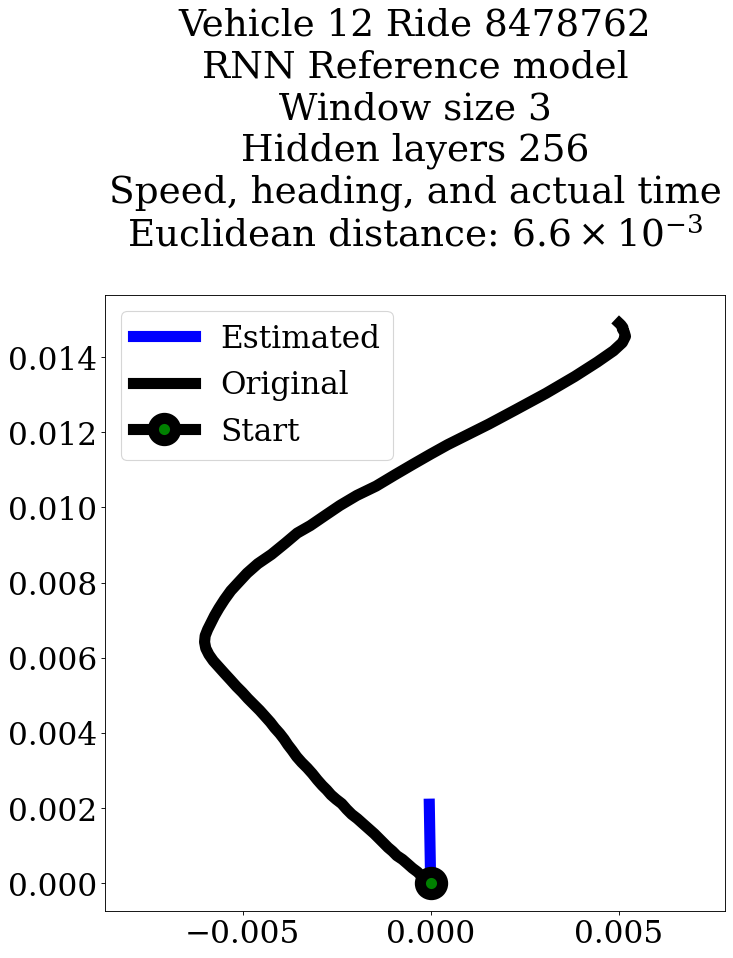 Vehicle 12 Ride 8478762
RNN Reference model
Window size 3
Hidden layers 256
Speed, heading, and actual time
Euclidean distance: 6.6 × 10⁻³
Estimated
Original
Start
0.014
0.012
0.010
0.008
0.006
0.004
0.002
0.000
−0.005 0.000 0.005